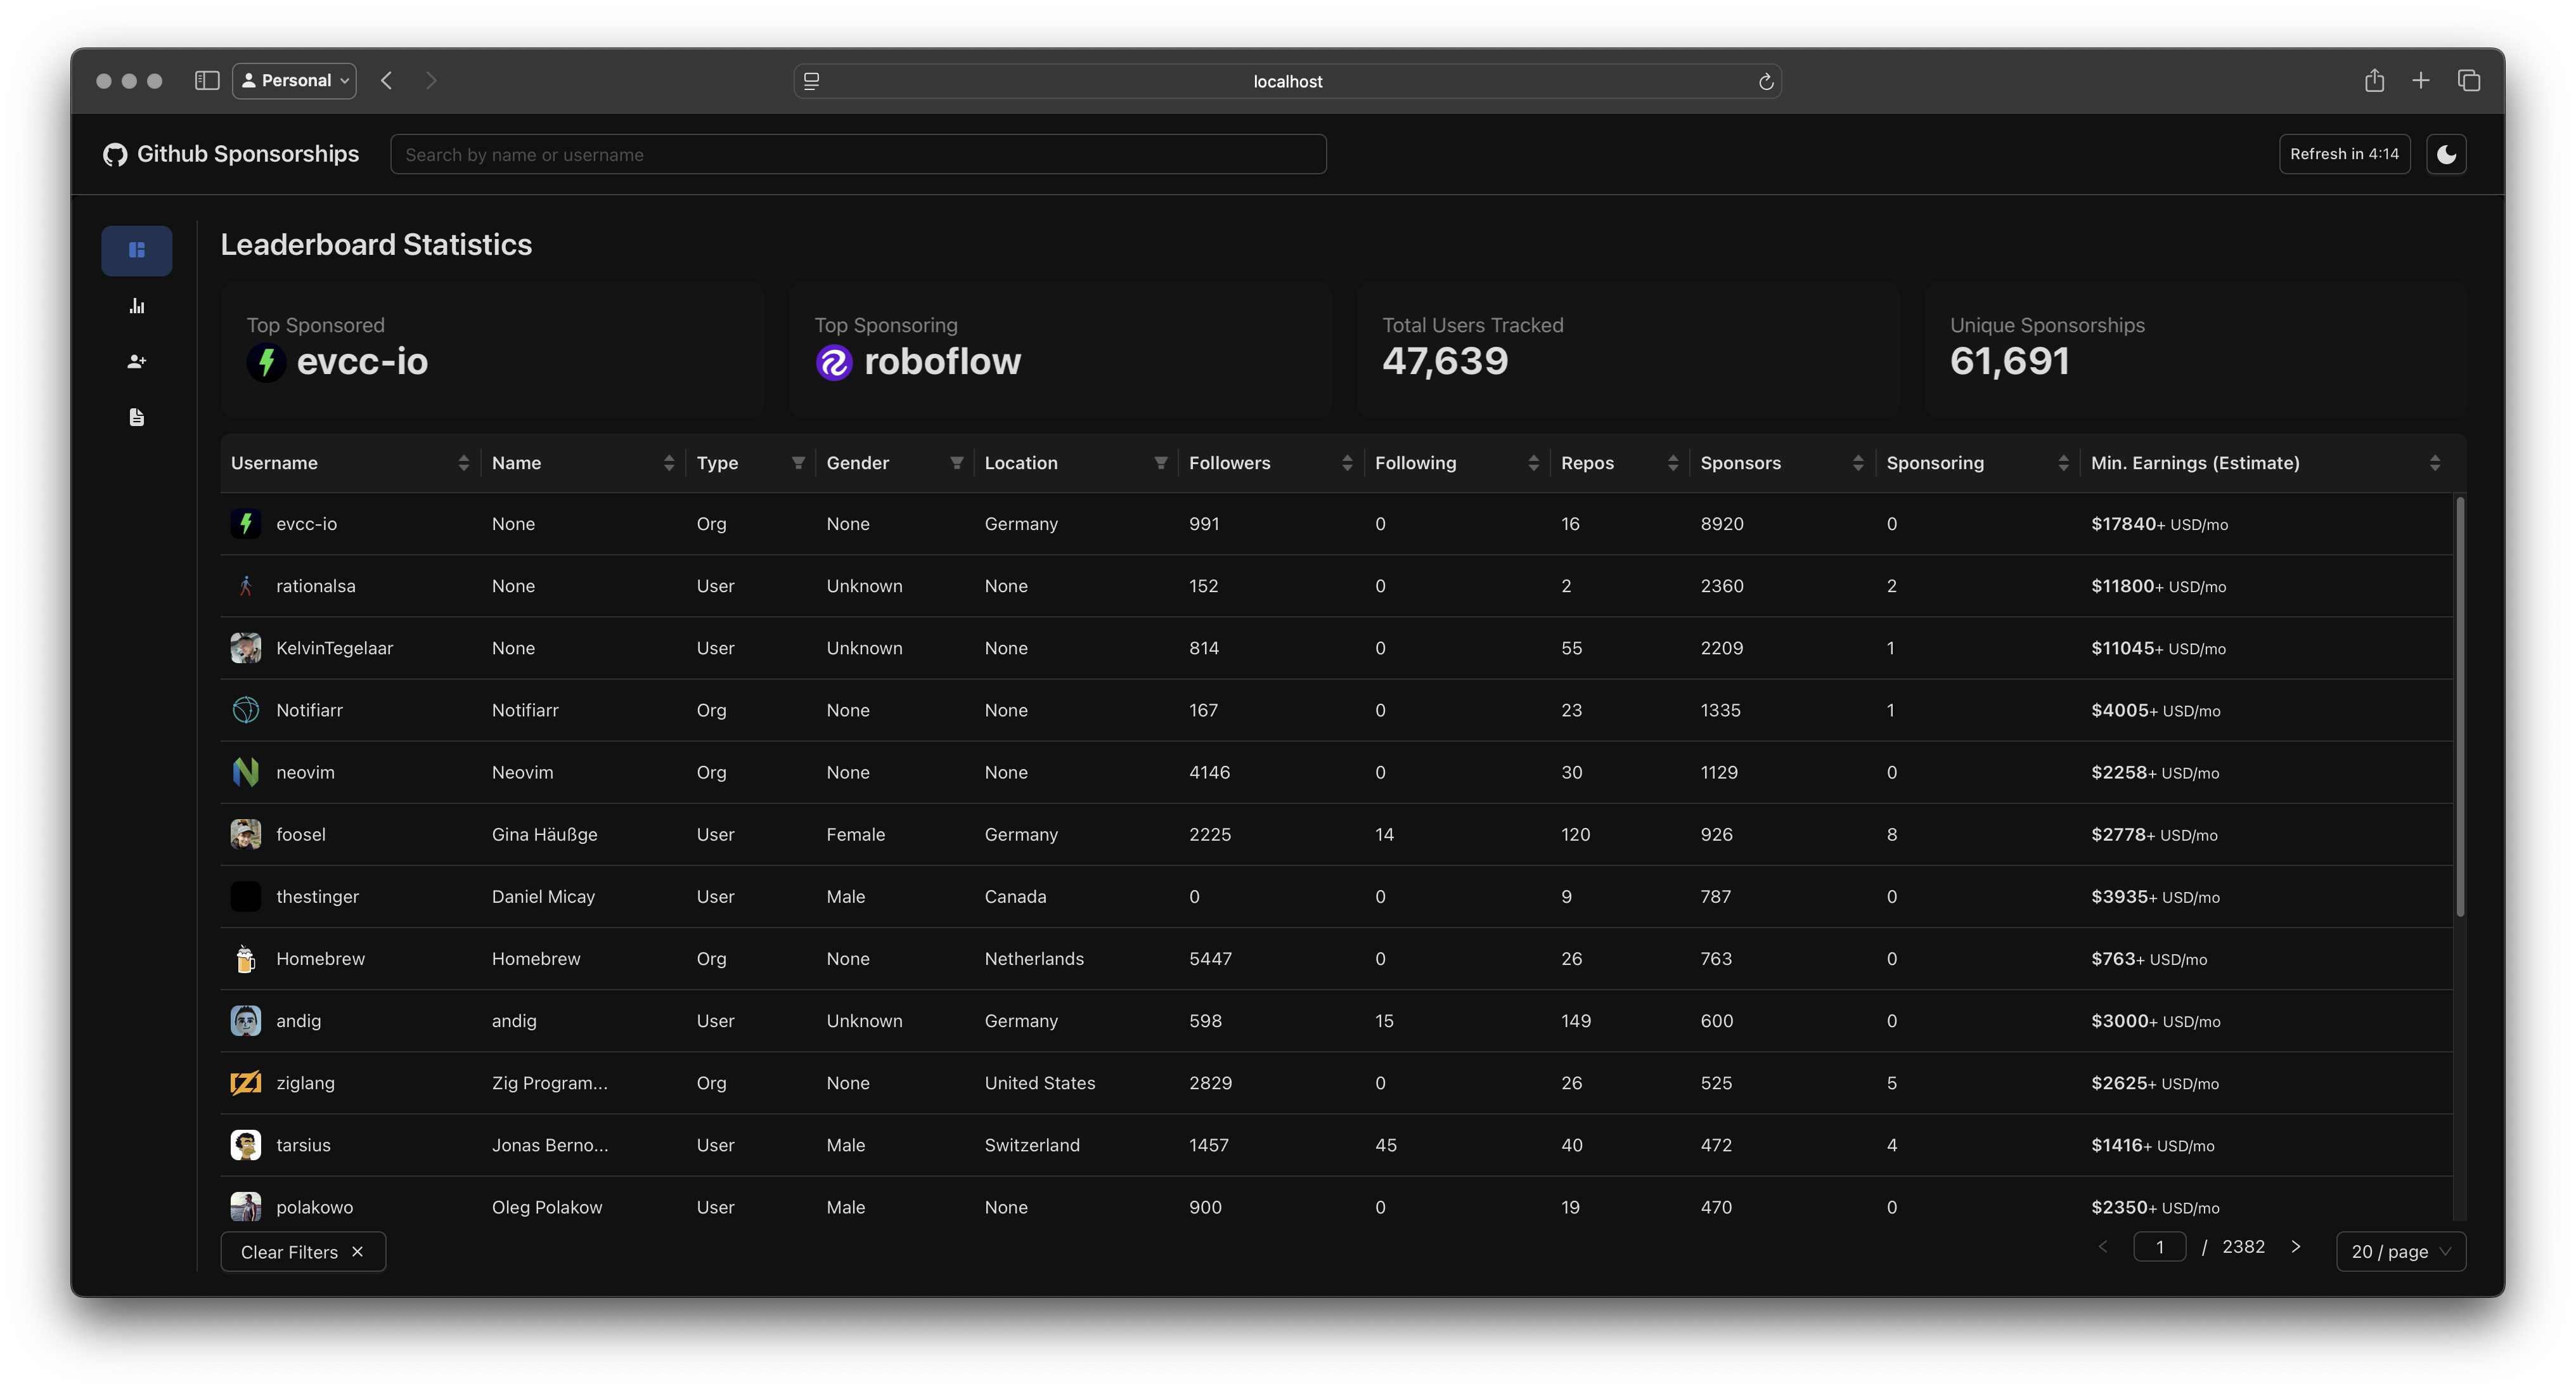 Personal
localhost
Github Sponsorships
Search by name or username
Refresh in 4:14
Leaderboard Statistics
Top Sponsored
evcc-io
Top Sponsoring
roboflow
Total Users Tracked
47,639
Unique Sponsorships
61,691
Username Name Type Gender Location Followers Following Repos Sponsors Sponsoring Min. Earnings (Estimate)
evcc-io None Org None Germany 991 0 16 8920 0 $17840+ USD/mo
rationalsa None User Unknown None 152 0 2 2360 2 $11800+ USD/mo
KelvinTegelaar None User Unknown None 814 0 55 2209 1 $11045+ USD/mo
Notifiarr Notifiarr Org None None 167 0 23 1335 1 $4005+ USD/mo
neovim Neovim Org None None 4146 0 30 1129 0 $2258+ USD/mo
foosel Gina Häußge User Female Germany 2225 14 120 926 8 $2778+ USD/mo
thestinger Daniel Micay User Male Canada 0 0 9 787 0 $3935+ USD/mo
Homebrew Homebrew Org None Netherlands 5447 0 26 763 0 $763+ USD/mo
andig andig User Unknown Germany 598 15 149 600 0 $3000+ USD/mo
ziglang Zig Program... Org None United States 2829 0 26 525 5 $2625+ USD/mo
tarsius Jonas Berno... User Male Switzerland 1457 45 40 472 4 $1416+ USD/mo
polakowo Oleg Polakow User Male None 900 0 19 470 0 $2350+ USD/mo
Clear Filters ×
1 / 2382
20 / page